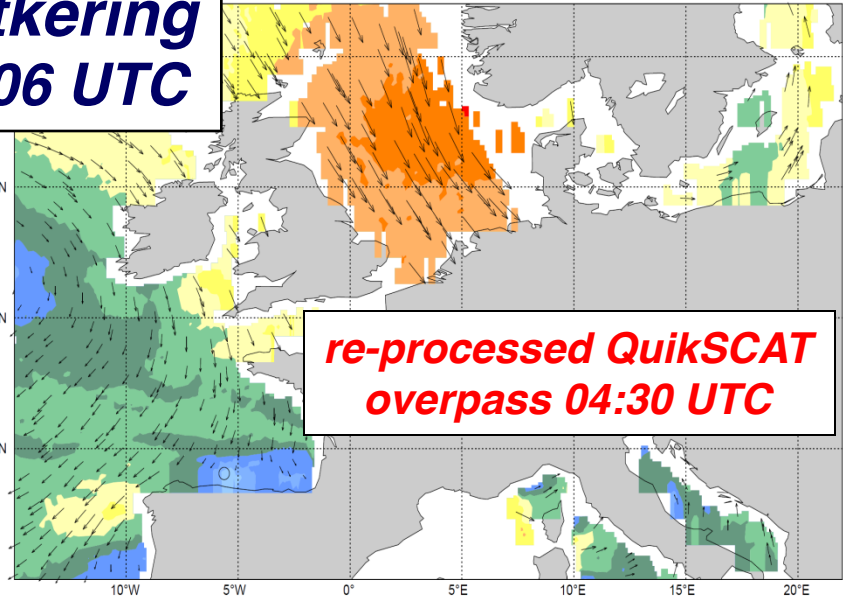 tkering
06 UTC
N
N
re-processed QuikSCAT
overpass 04:30 UTC
N
10°W 5°W 0° 5°E 10°E 15°E 20°E